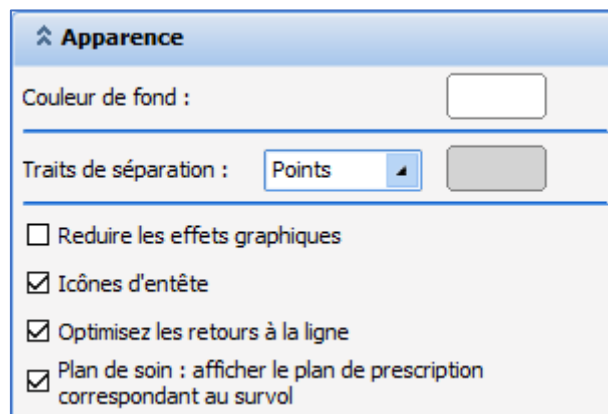 Apparence
Couleur de fond :
Traits de séparation : Points
Reduire les effets graphiques
Icônes d'entête
Optimisez les retours à la ligne
Plan de soin : afficher le plan de prescription
correspondant au survol